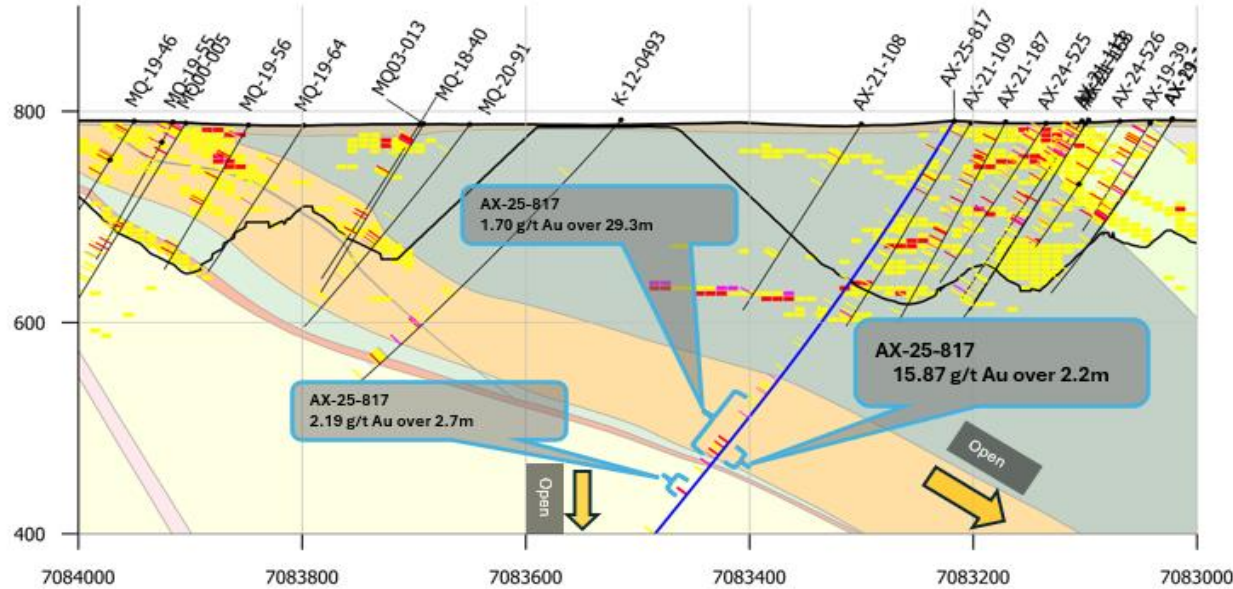 MQ-19-46
MQ-19-55
MQ00-005
MQ-19-56
MQ-19-64
MQ03-013
MQ-18-40
MQ-20-91
K-12-0493
AX-21-108
AX-25-817
AX-21-109
AX-21-187
AX-24-525
AX-24-526
AX-19-39
800
600
400
AX-25-817
1.70 g/t Au over 29.3m
AX-25-817
15.87 g/t Au over 2.2m
AX-25-817
2.19 g/t Au over 2.7m
Open
Open
7084000
7083800
7083600
7083400
7083200
7083000